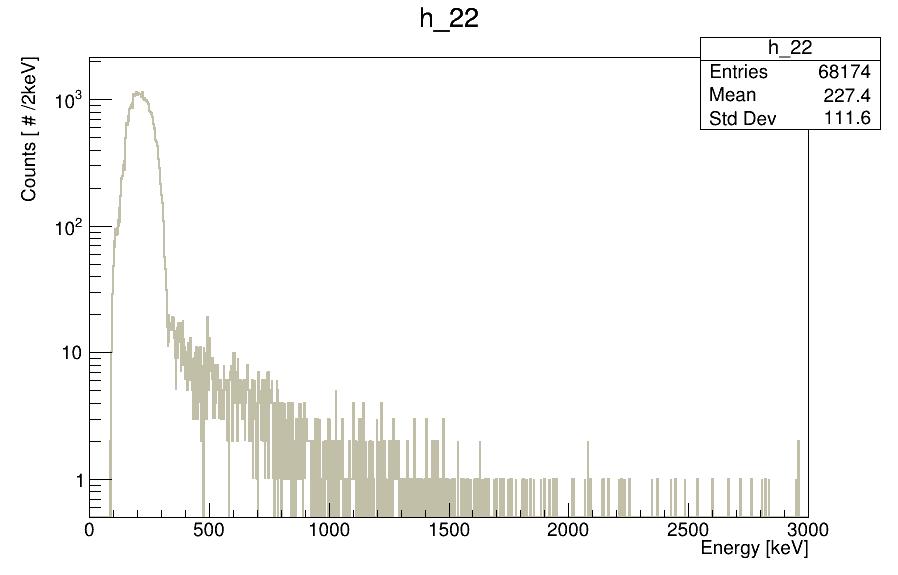 h_22
h_22
Entries 68174
Mean 227.4
Std Dev 111.6
Counts [ # /2keV]
10³
10²
10
1
0 500 1000 1500 2000 2500 3000
Energy [keV]